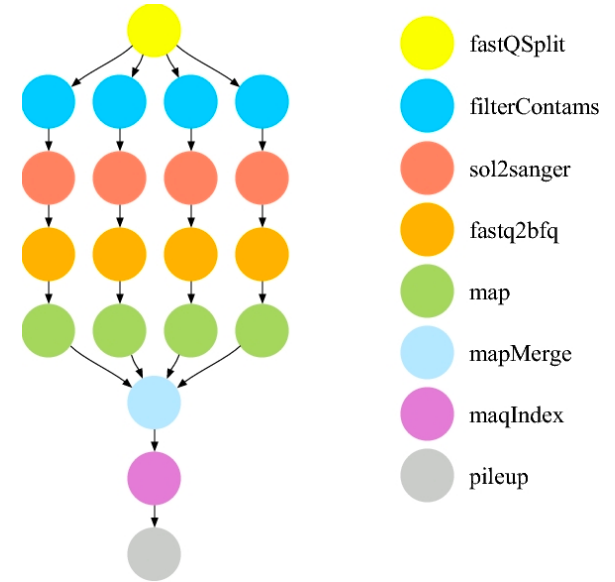 fastQSplit
filterContams
sol2sanger
fastq2bfq
map
mapMerge
maqIndex
pileup